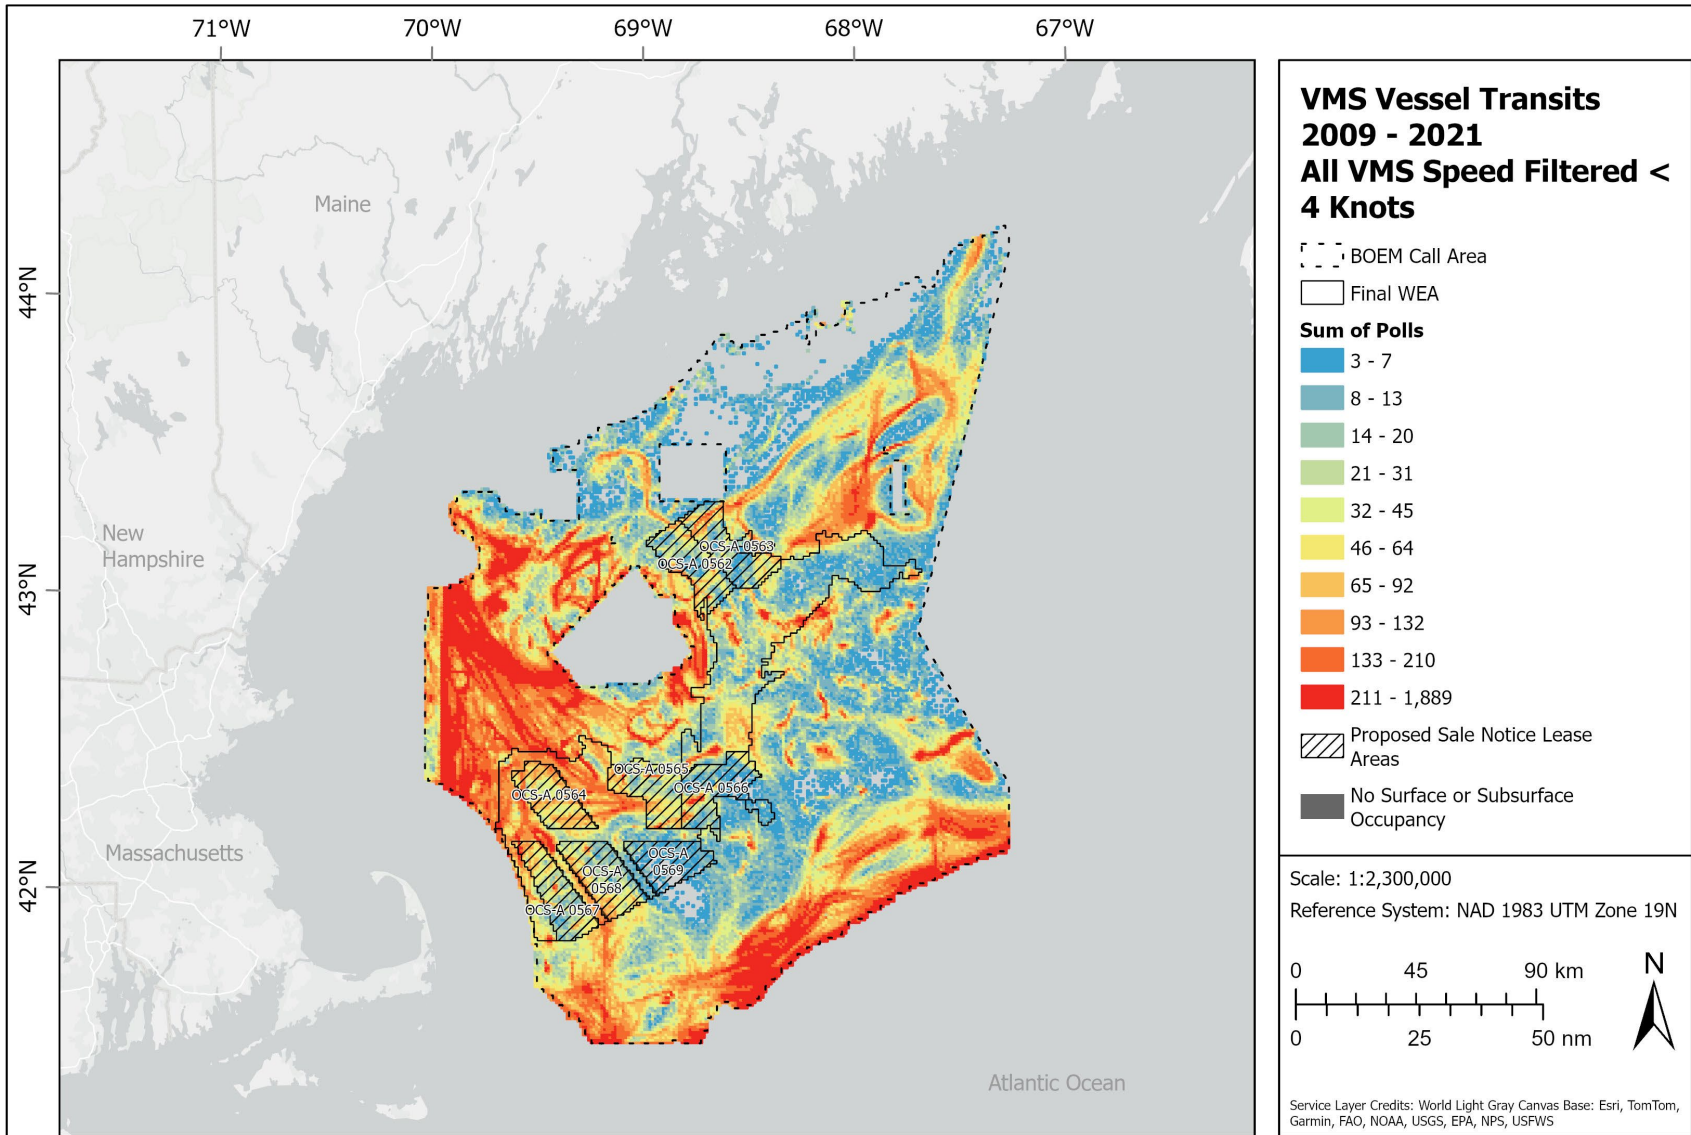 71°W
70°W
69°W
68°W
67°W
44°N
43°N
42°N
Maine
New
Hampshire
Massachusetts
Atlantic Ocean
OCS-A 0563
OCS-A 0562
OCS-A 0565
OCS-A 0566
OCS-A 0564
OCS-A
0569
OCS-A
0568
OCS-A 0567
VMS Vessel Transits
2009 - 2021
All VMS Speed Filtered <
4 Knots
BOEM Call Area
Final WEA
Sum of Polls
3 - 7
8 - 13
14 - 20
21 - 31
32 - 45
46 - 64
65 - 92
93 - 132
133 - 210
211 - 1,889
Proposed Sale Notice Lease
Areas
No Surface or Subsurface
Occupancy
Scale: 1:2,300,000
Reference System: NAD 1983 UTM Zone 19N
0 45 90 km
0 25 50 nm
N
Service Layer Credits: World Light Gray Canvas Base: Esri, TomTom,
Garmin, FAO, NOAA, USGS, EPA, NPS, USFWS